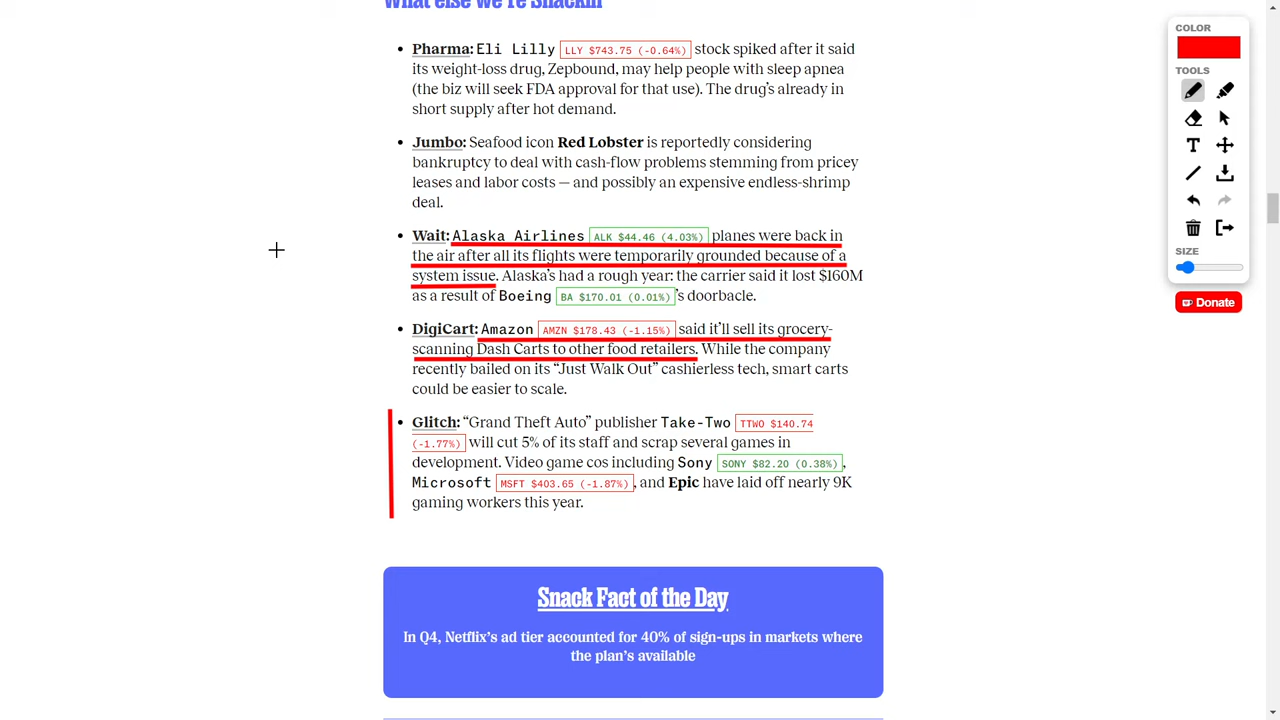 What else We're Snackin'
Pharma: Eli Lilly LLY $743.75 (-0.64%) stock spiked after it said
its weight-loss drug, Zepbound, may help people with sleep apnea
(the biz will seek FDA approval for that use). The drug's already in
short supply after hot demand.
Jumbo: Seafood icon Red Lobster is reportedly considering
bankruptcy to deal with cash-flow problems stemming from pricey
leases and labor costs — and possibly an expensive endless-shrimp
deal.
Wait: Alaska Airlines ALK $44.46 (4.03%) planes were back in
the air after all its flights were temporarily grounded because of a
system issue. Alaska's had a rough year: the carrier said it lost $160M
as a result of Boeing BA $170.01 (0.01%)'s doorbacle.
DigiCart: Amazon AMZN $178.43 (-1.15%) said it'll sell its grocery-
scanning Dash Carts to other food retailers. While the company
recently bailed on its “Just Walk Out” cashierless tech, smart carts
could be easier to scale.
Glitch: “Grand Theft Auto” publisher Take-Two TTWO $140.74
(-1.77%) will cut 5% of its staff and scrap several games in
development. Video game cos including Sony SONY $82.20 (0.38%),
Microsoft MSFT $403.65 (-1.87%), and Epic have laid off nearly 9K
gaming workers this year.
Snack Fact of the Day
In Q4, Netflix's ad tier accounted for 40% of sign-ups in markets where
the plan's available
COLOR
TOOLS
T
SIZE
Donate